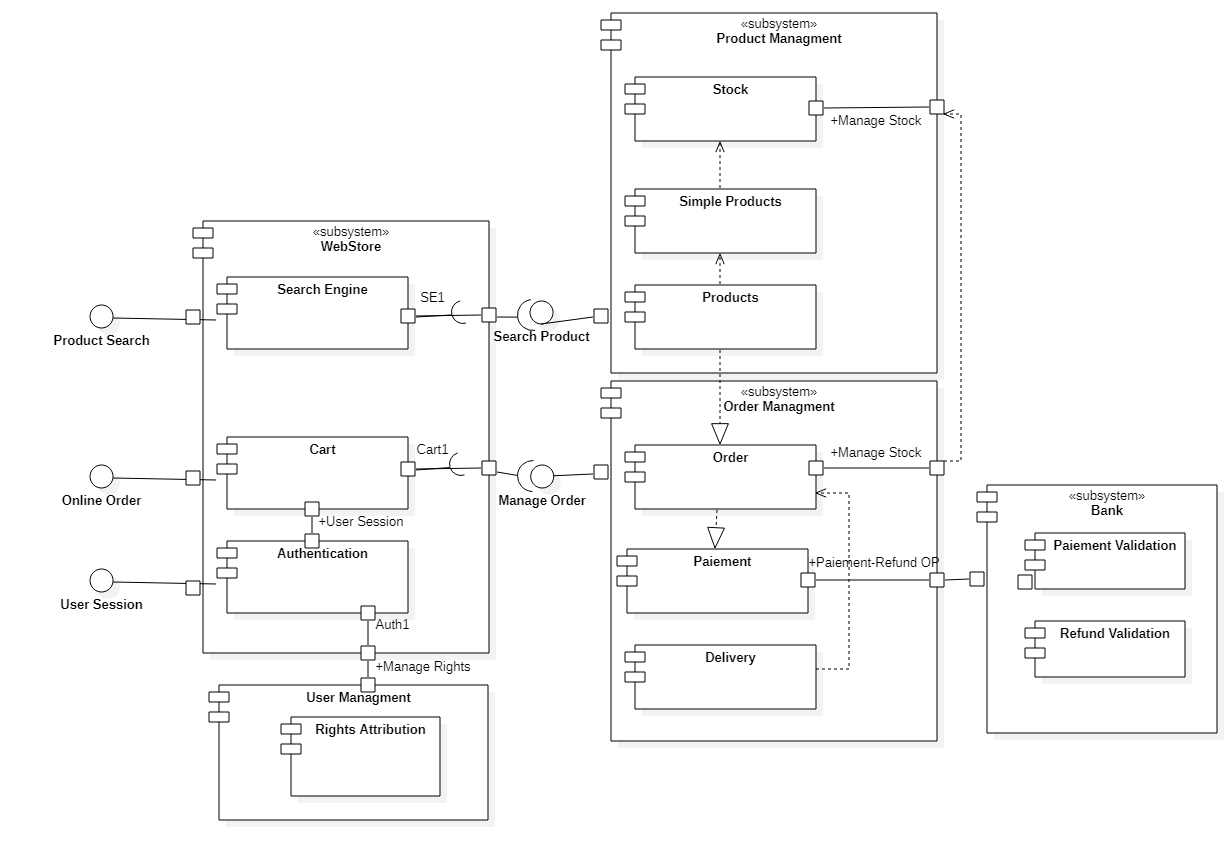 «subsystem»
Product Managment
Stock
+Manage Stock
Simple Products
Products
«subsystem»
WebStore
Search Engine
SE1
Product Search
Search Product
Cart
Cart1
Online Order
Manage Order
+User Session
Authentication
User Session
Auth1
+Manage Rights
User Managment
Rights Attribution
«subsystem»
Order Managment
Order
+Manage Stock
Paiement
+Paiement-Refund OP
Delivery
«subsystem»
Bank
Paiement Validation
Refund Validation